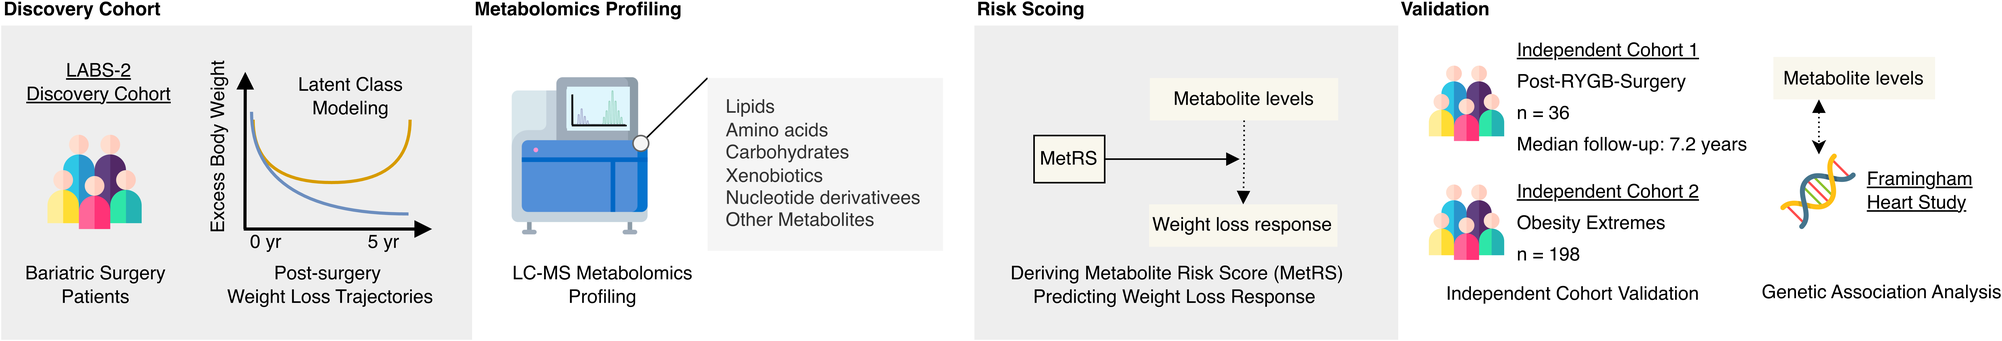 Discovery Cohort
LABS-2
Discovery Cohort
Bariatric Surgery
Patients
Excess Body Weight
Latent Class
Modeling
0 yr
5 yr
Post-surgery
Weight Loss Trajectories
Metabolomics Profiling
Lipids
Amino acids
Carbohydrates
Xenobiotics
Nucleotide derivativees
Other Metabolites
LC-MS Metabolomics
Profiling
Risk Scoing
Metabolite levels
MetRS
Weight loss response
Deriving Metabolite Risk Score (MetRS)
Predicting Weight Loss Response
Validation
Independent Cohort 1
Post-RYGB-Surgery
n = 36
Median follow-up: 7.2 years
Independent Cohort 2
Obesity Extremes
n = 198
Independent Cohort Validation
Metabolite levels
Framingham
Heart Study
Genetic Association Analysis